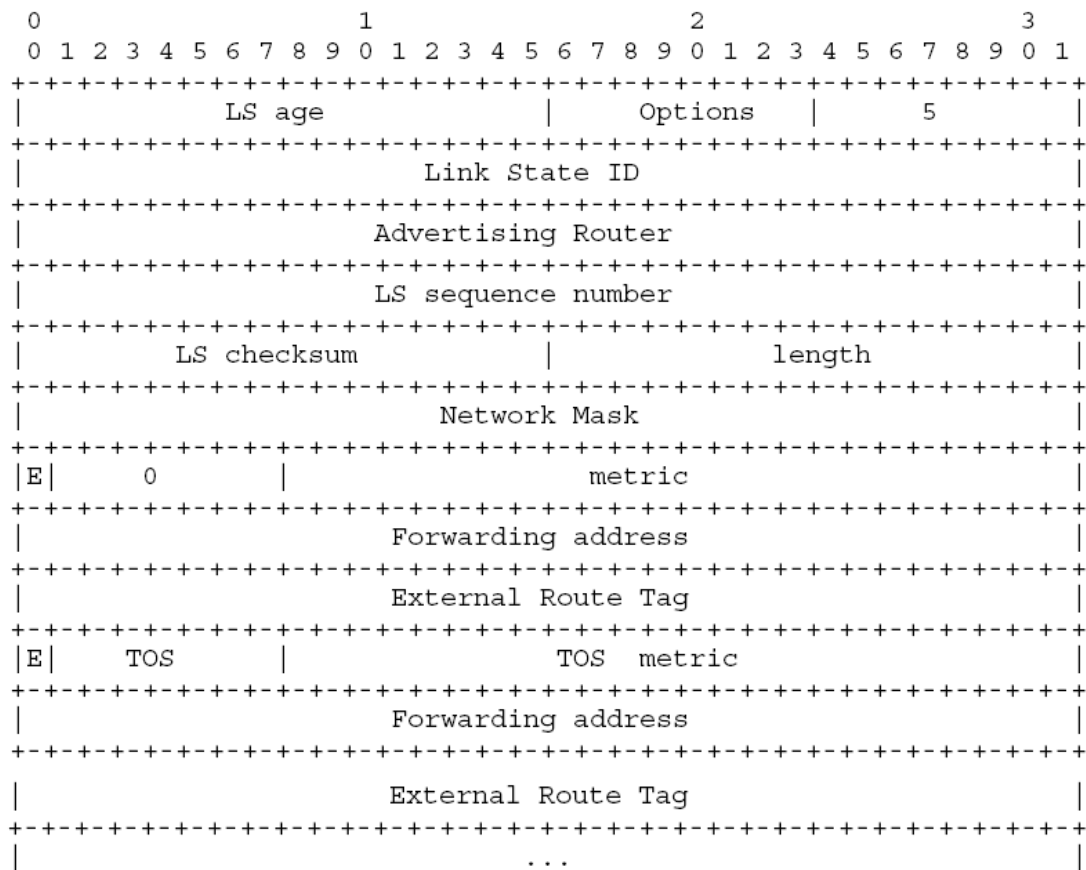 0 1 2 3
0 1 2 3 4 5 6 7 8 9 0 1 2 3 4 5 6 7 8 9 0 1 2 3 4 5 6 7 8 9 0 1
+-+-+-+-+-+-+-+-+-+-+-+-+-+-+-+-+-+-+-+-+-+-+-+-+-+-+-+-+-+-+-+-+
| LS age | Options | 5 |
+-+-+-+-+-+-+-+-+-+-+-+-+-+-+-+-+-+-+-+-+-+-+-+-+-+-+-+-+-+-+-+-+
| Link State ID |
+-+-+-+-+-+-+-+-+-+-+-+-+-+-+-+-+-+-+-+-+-+-+-+-+-+-+-+-+-+-+-+-+
| Advertising Router |
+-+-+-+-+-+-+-+-+-+-+-+-+-+-+-+-+-+-+-+-+-+-+-+-+-+-+-+-+-+-+-+-+
| LS sequence number |
+-+-+-+-+-+-+-+-+-+-+-+-+-+-+-+-+-+-+-+-+-+-+-+-+-+-+-+-+-+-+-+-+
| LS checksum | length |
+-+-+-+-+-+-+-+-+-+-+-+-+-+-+-+-+-+-+-+-+-+-+-+-+-+-+-+-+-+-+-+-+
| Network Mask |
+-+-+-+-+-+-+-+-+-+-+-+-+-+-+-+-+-+-+-+-+-+-+-+-+-+-+-+-+-+-+-+-+
|E| 0 | metric |
+-+-+-+-+-+-+-+-+-+-+-+-+-+-+-+-+-+-+-+-+-+-+-+-+-+-+-+-+-+-+-+-+
| Forwarding address |
+-+-+-+-+-+-+-+-+-+-+-+-+-+-+-+-+-+-+-+-+-+-+-+-+-+-+-+-+-+-+-+-+
| External Route Tag |
+-+-+-+-+-+-+-+-+-+-+-+-+-+-+-+-+-+-+-+-+-+-+-+-+-+-+-+-+-+-+-+-+
|E| TOS | TOS metric |
+-+-+-+-+-+-+-+-+-+-+-+-+-+-+-+-+-+-+-+-+-+-+-+-+-+-+-+-+-+-+-+-+
| Forwarding address |
+-+-+-+-+-+-+-+-+-+-+-+-+-+-+-+-+-+-+-+-+-+-+-+-+-+-+-+-+-+-+-+-+
| External Route Tag |
+-+-+-+-+-+-+-+-+-+-+-+-+-+-+-+-+-+-+-+-+-+-+-+-+-+-+-+-+-+-+-+-+
| ... |